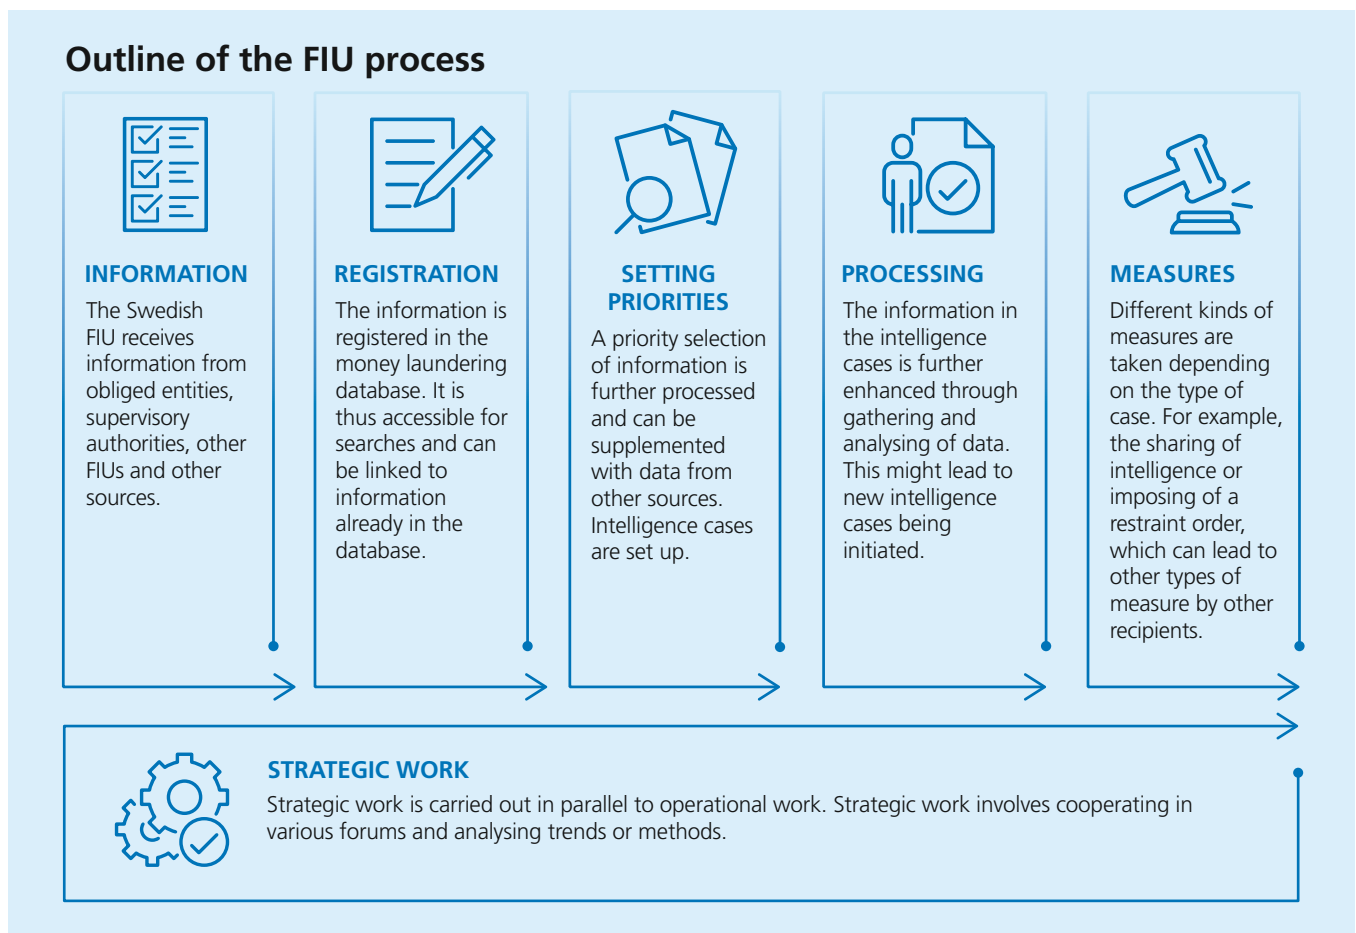 Outline of the FIU process
INFORMATION
The Swedish
FIU receives
information from
obliged entities,
supervisory
authorities, other
FIUs and other
sources.
REGISTRATION
The information is
registered in the
money laundering
database. It is
thus accessible for
searches and can
be linked to
information
already in the
database.
SETTING
PRIORITIES
A priority selection
of information is
further processed
and can be
supplemented
with data from
other sources.
Intelligence cases
are set up.
PROCESSING
The information in
the intelligence
cases is further
enhanced through
gathering and
analysing of data.
This might lead to
new intelligence
cases being
initiated.
MEASURES
Different kinds of
measures are
taken depending
on the type of
case. For example,
the sharing of
intelligence or
imposing of a
restraint order,
which can lead to
other types of
measure by other
recipients.
STRATEGIC WORK
Strategic work is carried out in parallel to operational work. Strategic work involves cooperating in
various forums and analysing trends or methods.